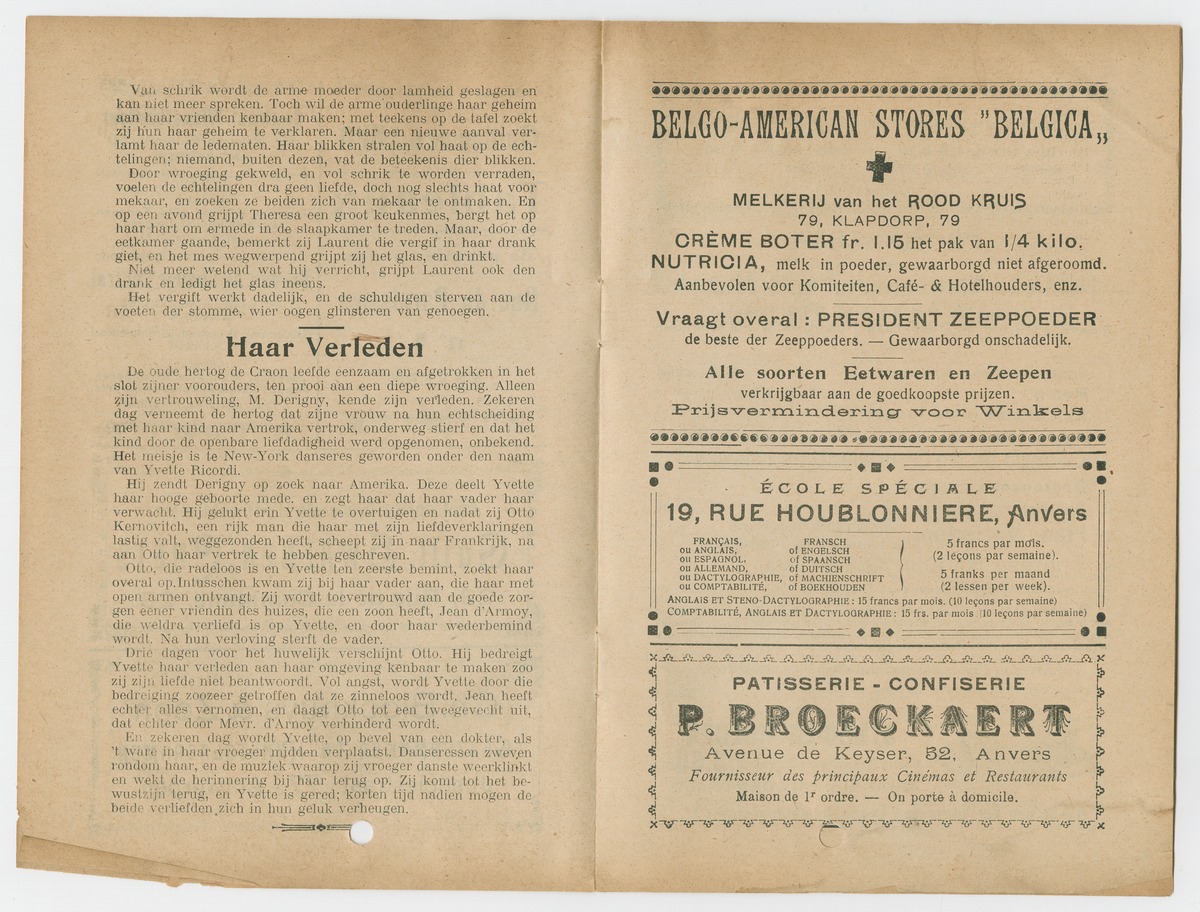 Van schrik wordt de arme moeder door lamheid geslagen en
kan niet meer spreken. Toch wil de arme ouderlinge haar geheim
aan haar vrienden kenbaar maken; met teekens op de tafel zoekt
zij hun haar geheim te verklaren. Maar een nieuwe aanval ver-
lamt haar de ledematen. Haar blikken stralen vol haat op de ech-
telingen; niemand, buiten dezen, vat de beteekenis dier blikken.
Door wroeging gekweld, en vol schrik te worden verraden,
voelen de echtelingen dra geen liefde, doch nog slechts haat voor
mekaar, en zoeken ze beiden zich van mekaar te ontmaken. En
op een avond grijpt Theresa een groot keukenmes, bergt het op
haar hart om ermede in de slaapkamer te treden. Maar, door de
eetkamer gaande, bemerkt zij Laurent die vergif in haar drank
giet, en het mes wegwerpend grijpt zij het glas, en drinkt.
Niet meer wetend wat hij verricht, grijpt Laurent ook den
drank en ledigt het glas ineens.
Het vergift werkt dadelijk, en de schuldigen sterven aan de
voeten der stomme, wier oogen glinsteren van genoegen.
Haar Verleden
De oude hertog de Craon leefde eenzaam en afgetrokken in het
slot zijner voorouders, ten prooi aan een diepe wroeging. Alleen
zijn vertrouweling, M. Derigny, kende zijn verleden. Zekeren
dag verneemt de hertog dat zijne vrouw na hun echtscheiding
met haar kind naar Amerika vertrok, onderweg stierf en dat het
kind door de openbare liefdadigheid werd opgenomen, onbekend.
Het meisje is te New-York danseres geworden onder den naam
van Yvette Ricordi.
Hij zendt Derigny op zoek naar Amerika. Deze deelt Yvette
haar hooge geboorte mede. en zegt haar dat haar vader haar
verwacht. Hij gelukt erin Yvette te overtuigen en nadat zij Otto
Kernovitch, een rijk man die haar met zijn liefdeverklaringen
lastig valt, weggezonden heeft, scheept zij in naar Frankrijk, na
aan Otto haar vertrek te hebben geschreven.
Otto, die radeloos is en Yvette ten zeerste bemint, zoekt haar
overal op.Intusschen kwam zij bij haar vader aan, die haar met
open armen ontvangt. Zij wordt toevertrouwd aan de goede zor-
gen eener vriendin des huizes, die een zoon heeft, Jean d'Armoy,
die weldra verliefd is op Yvette, en door haar wederbemind
wordt. Na hun verloving sterft de vader.
Drie dagen voor het huwelijk verschijnt Otto. Hij bedreigt
Yvette haar verleden aan haar omgeving kenbaar te maken zoo
zij zijn liefde niet beantwoordt. Vol angst, wordt Yvette door die
bedreiging zoozeer getroffen dat ze zinneloos wordt. Jean heeft
echter alles vernomen, en daagt Otto tot een tweegevecht uit,
dat echter door Mevr. d'Arnoy verhinderd wordt.
En zekeren dag wordt Yvette, op bevel van een dokter, als
't ware in haar vroeger midden verplaatst. Danseressen zweven
rondom haar, en de muziek waarop zij vroeger danste weerklinkt
en wekt de herinnering bij haar terug op. Zij komt tot het be-
wustzijn terug, en Yvette is gered; korten tijd nadien mogen de
beide verliefden zich in hun geluk verheugen.
BELGO-AMERICAN STORES "BELGICA„
MELKERIJ van het ROOD KRUIS
79, KLAPDORP, 79
CRÈME BOTER fr. 1.15 het pak van 1/4 kilo.
NUTRICIA, melk in poeder, gewaarborgd niet afgeroomd.
Aanbevolen voor Komiteiten, Café- & Hotelhouders, enz.
Vraagt overal : PRESIDENT ZEEPPOEDER
de beste der Zeeppoeders. — Gewaarborgd onschadelijk.
Alle soorten Eetwaren en Zeepen
verkrijgbaar aan de goedkoopste prijzen.
Prijsvermindering voor Winkels
ÉCOLE SPÉCIALE
19, RUE HOUBLONNIERE, Anvers
FRANÇAIS, FRANSCH
ou ANGLAIS, of ENGELSCH
ou ESPAGNOL, of SPAANSCH
ou ALLEMAND, of DUITSCH
ou DACTYLOGRAPHIE, of MACHIENSCHRIFT
ou COMPTABILITÉ, of BOEKHOUDEN
5 francs par mois.
(2 leçons par semaine).
5 franks per maand
(2 lessen per week).
ANGLAIS ET STENO-DACTYLOGRAPHIE : 15 francs par mois. (10 leçons par semaine)
COMPTABILITÉ, ANGLAIS ET DACTYLOGRAPHIE : 15 frs. par mois (10 leçons par semaine)
PATISSERIE - CONFISERIE
P. BROECKAERT
Avenue de Keyser, 52, Anvers
Fournisseur des principaux Cinémas et Restaurants
Maison de 1r ordre. — On porte à domicile.